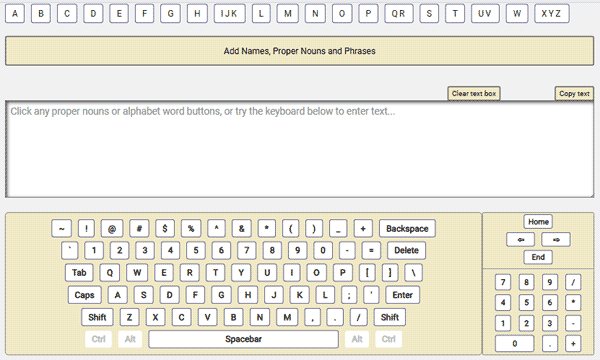 A B C D E F G H IJK L M N O P QR S T UV W XYZ
Add Names, Proper Nouns and Phrases
Clear text box Copy text
Click any proper nouns or alphabet word buttons, or try the keyboard below to enter text...
~ ! @ # $ % ^ & * ( ) _ + Backspace
` 1 2 3 4 5 6 7 8 9 0 - = Delete
Tab Q W E R T Y U I O P [ ] \
Caps A S D F G H J K L ; ' Enter
Shift Z X C V B N M , . / Shift
Ctrl Alt Spacebar Alt Ctrl
Home
⇦ ⇨
End
7 8 9 /
4 5 6 *
1 2 3 -
0 . +